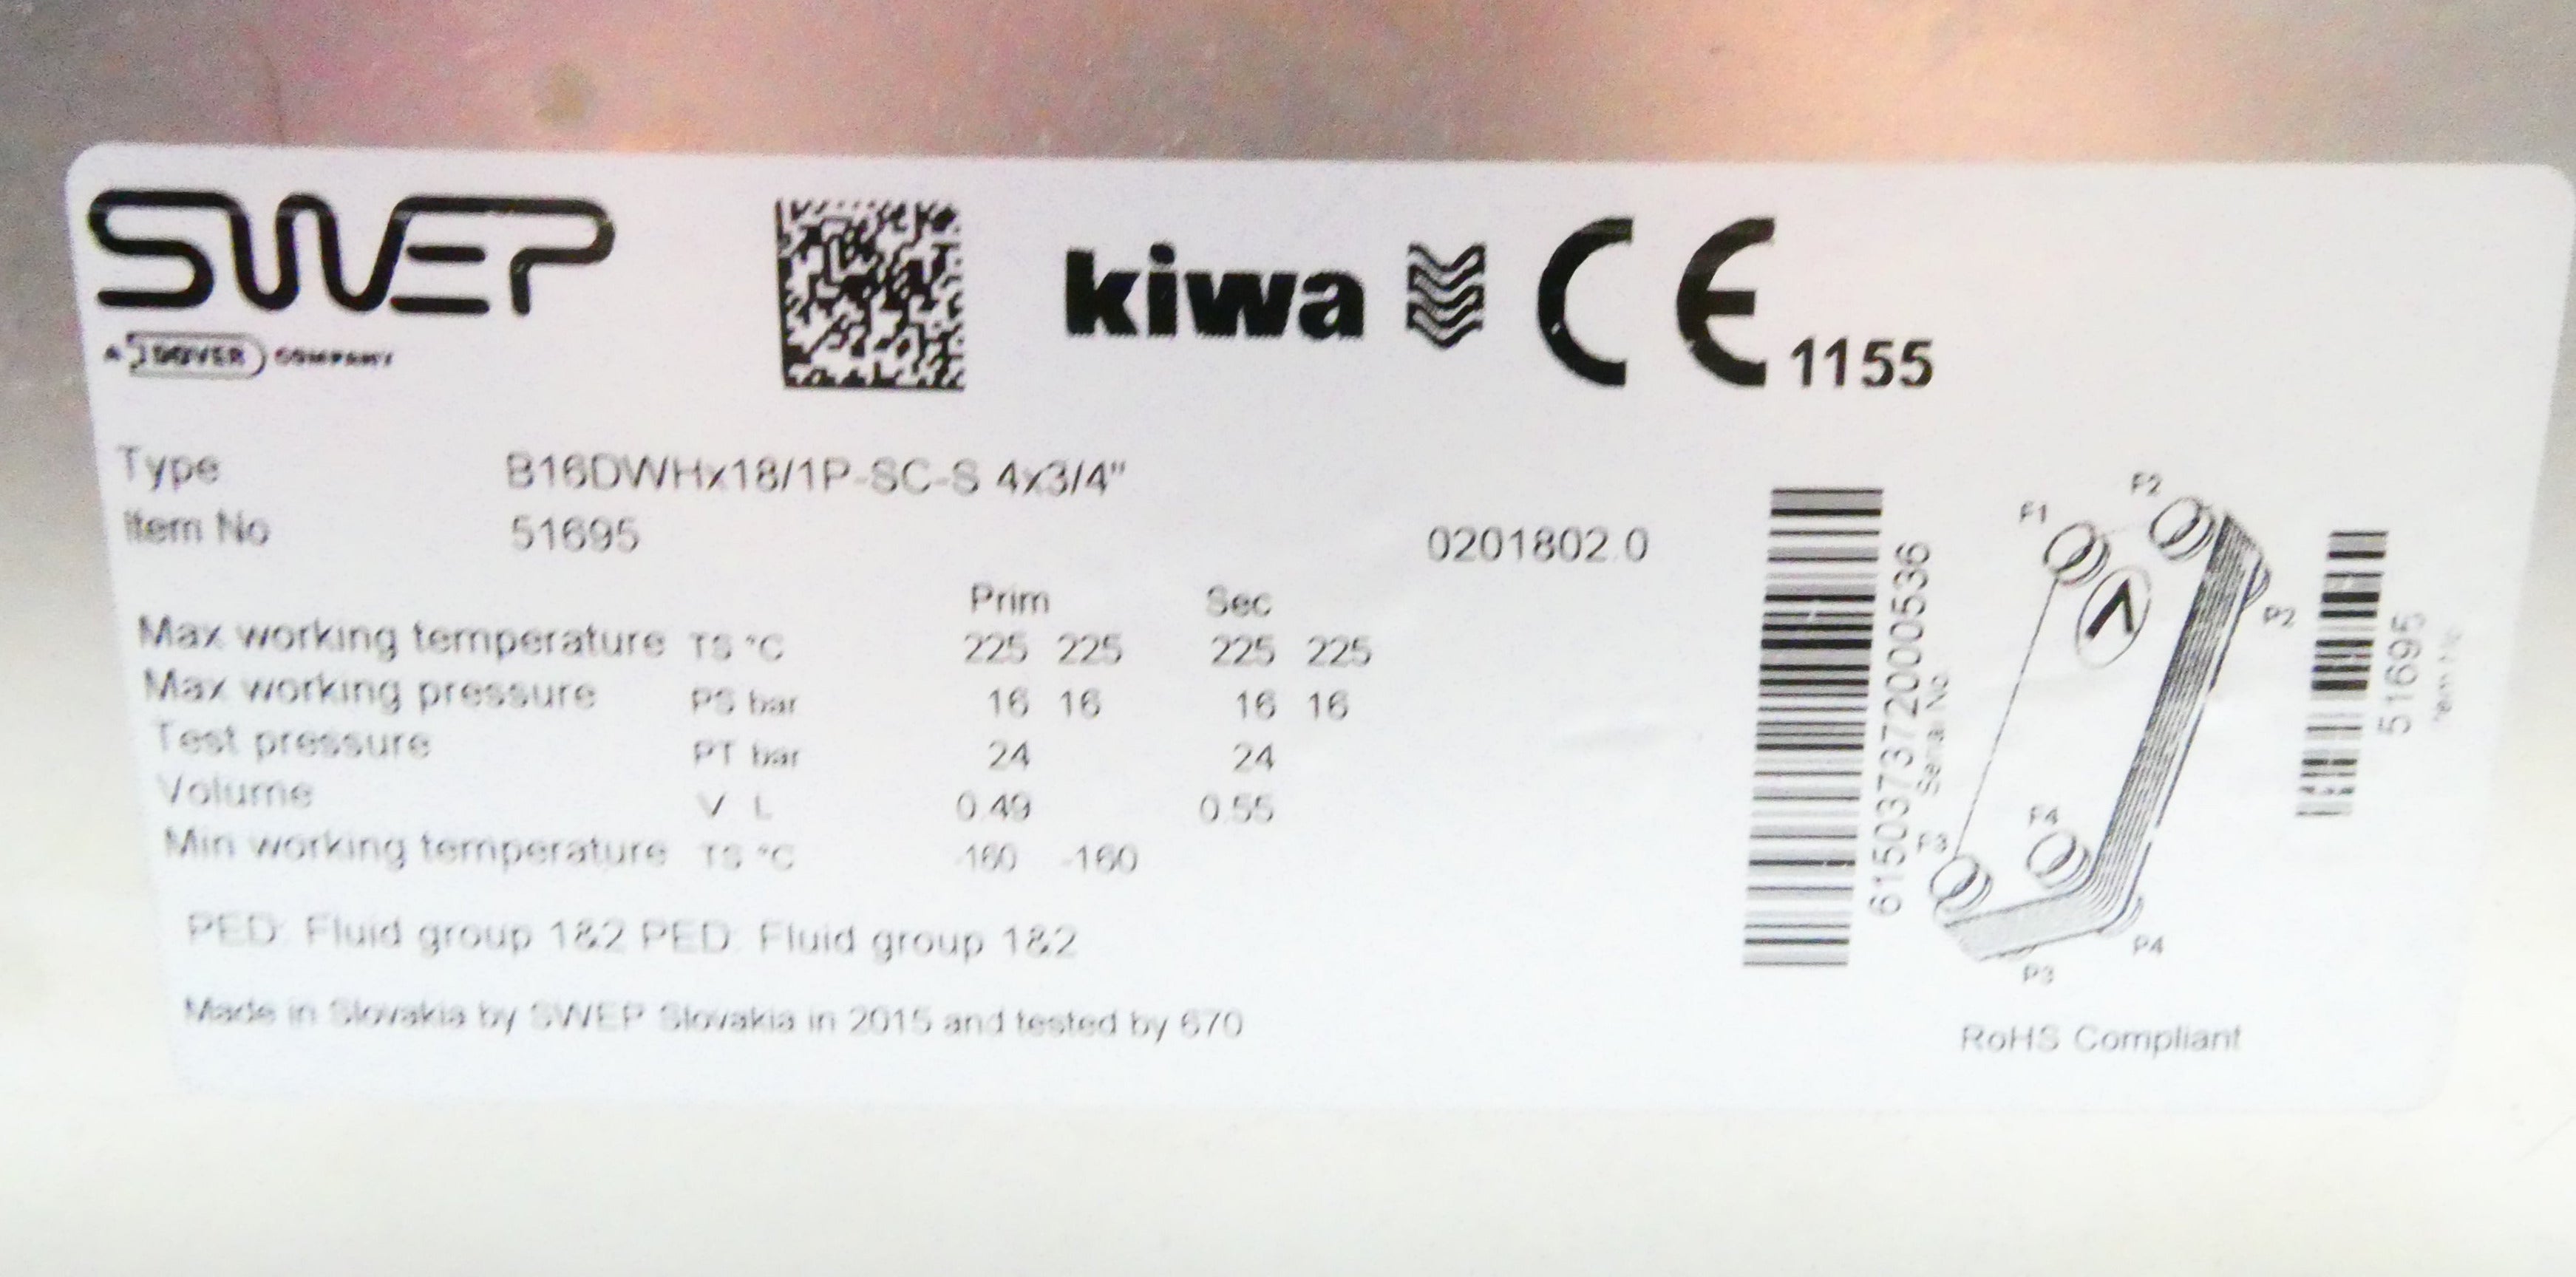 SWEP
A DOVER COMPANY
kiwa
CE 1155
Type B16DWHx18/1P-SC-S 4x3/4"
Item No 51695 0201802.0
Prim Sec
Max working temperature TS °C 225 225 225 225
Max working pressure PS bar 16 16 16 16
Test pressure PT bar 24 24
Volume V L 0.49 0.55
Min working temperature TS °C -160 -160
PED: Fluid group 1&2 PED: Fluid group 1&2
Made in Slovakia by SWEP Slovakia in 2015 and tested by 670
615037372000536
Serial No.
F1
F2
P2
F3
F4
P3
P4
51695
Item No
RoHS Compliant